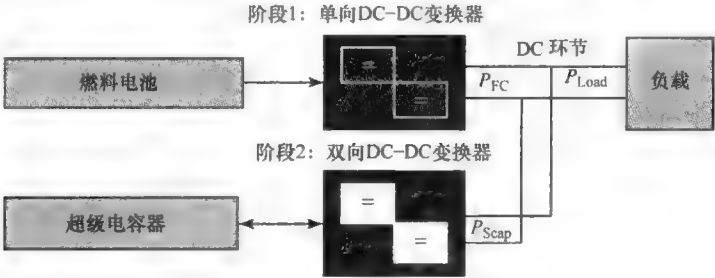 阶段1：单向DC-DC变换器
DC 环节
燃料电池
=
=
P_FC
P_Load
负载
阶段2：双向DC-DC变换器
超级电容器
=
=
P_Scap